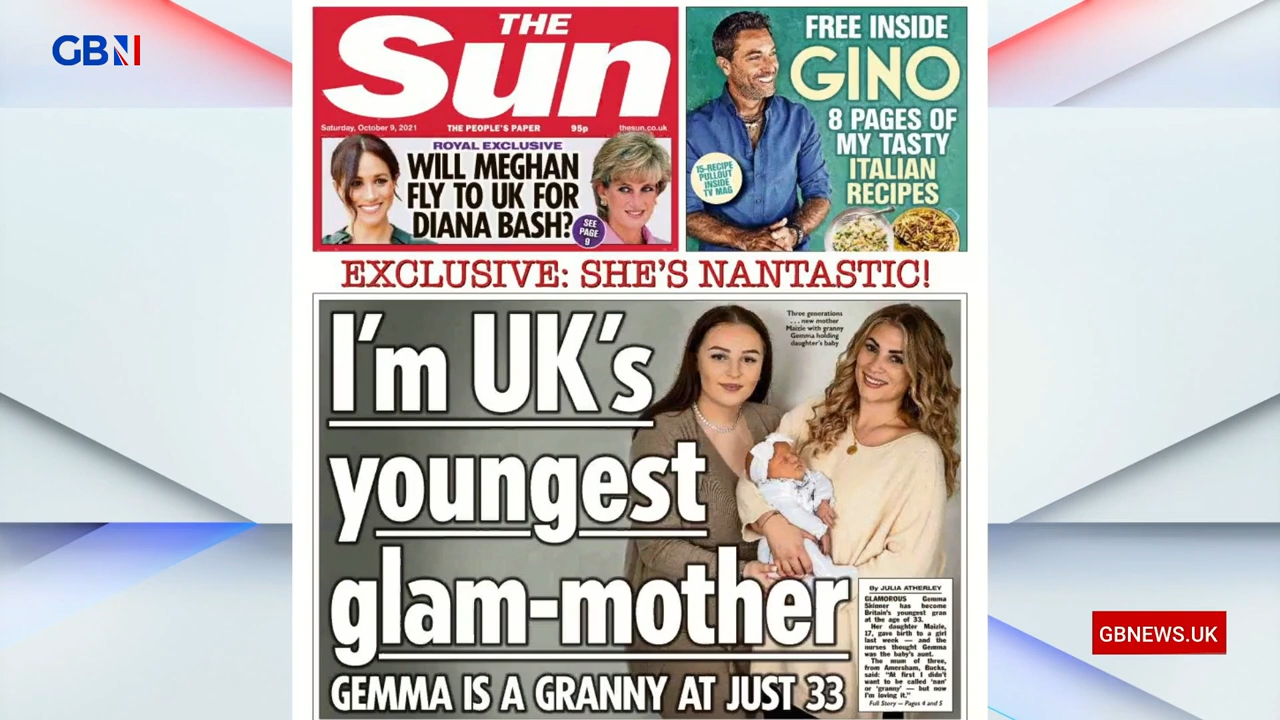 GBN
THE
Sun
Saturday, October 9, 2021 THE PEOPLE'S PAPER 95p thesun.co.uk
ROYAL EXCLUSIVE
WILL MEGHAN
FLY TO UK FOR
DIANA BASH?
SEE
PAGE
9
FREE INSIDE
GINO
8 PAGES OF
MY TASTY
ITALIAN
RECIPES
15-RECIPE
PULLOUT
INSIDE
TV MAG
EXCLUSIVE: SHE'S NANTASTIC!
I'm UK's
youngest
glam-mother
GEMMA IS A GRANNY AT JUST 33
Three generations
... new mother
Maizie with granny
Gemma holding
daughter's baby
By JULIA ATHERLEY
GLAMOROUS Gemma
Skinner has become
Britain's youngest gran
at the age of 33.
Her daughter Maizie,
17, gave birth to a girl
last week — and the
nurses thought Gemma
was the baby's aunt.
The mum of three,
from Amersham, Bucks,
said: "At first I didn't
want to be called 'nan'
or 'granny' — but now
I'm loving it."
Full Story — Pages 4 and 5
GBNEWS.UK